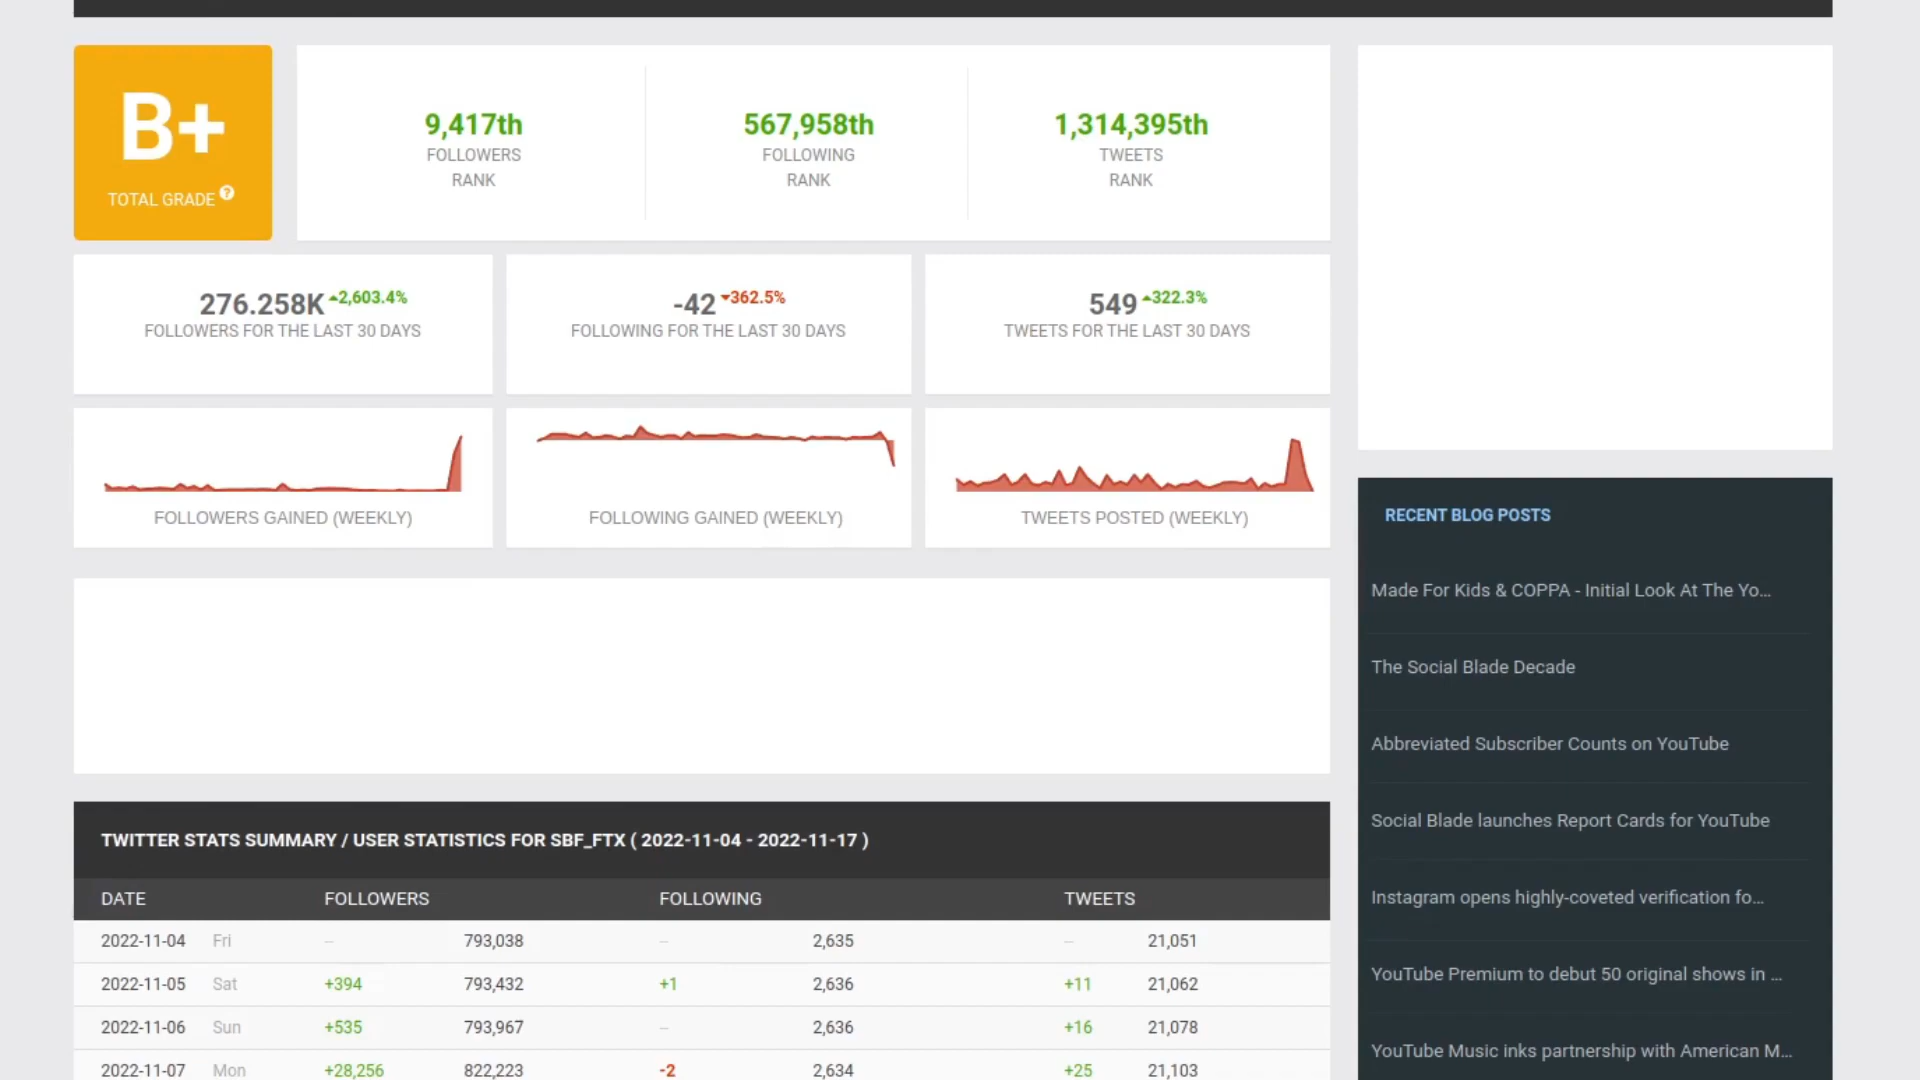 B+
TOTAL GRADE ?
9,417th
FOLLOWERS
RANK
567,958th
FOLLOWING
RANK
1,314,395th
TWEETS
RANK
276.258K 2,603.4%
FOLLOWERS FOR THE LAST 30 DAYS
-42 362.5%
FOLLOWING FOR THE LAST 30 DAYS
549 322.3%
TWEETS FOR THE LAST 30 DAYS
FOLLOWERS GAINED (WEEKLY)
FOLLOWING GAINED (WEEKLY)
TWEETS POSTED (WEEKLY)
TWITTER STATS SUMMARY / USER STATISTICS FOR SBF_FTX ( 2022-11-04 - 2022-11-17 )
DATE FOLLOWERS FOLLOWING TWEETS
2022-11-04 Fri -- 793,038 -- 2,635 -- 21,051
2022-11-05 Sat +394 793,432 +1 2,636 +11 21,062
2022-11-06 Sun +535 793,967 -- 2,636 +16 21,078
2022-11-07 Mon +28,256 822,223 -2 2,634 +25 21,103
RECENT BLOG POSTS
Made For Kids & COPPA - Initial Look At The Yo...
The Social Blade Decade
Abbreviated Subscriber Counts on YouTube
Social Blade launches Report Cards for YouTube
Instagram opens highly-coveted verification fo...
YouTube Premium to debut 50 original shows in ...
YouTube Music inks partnership with American M...